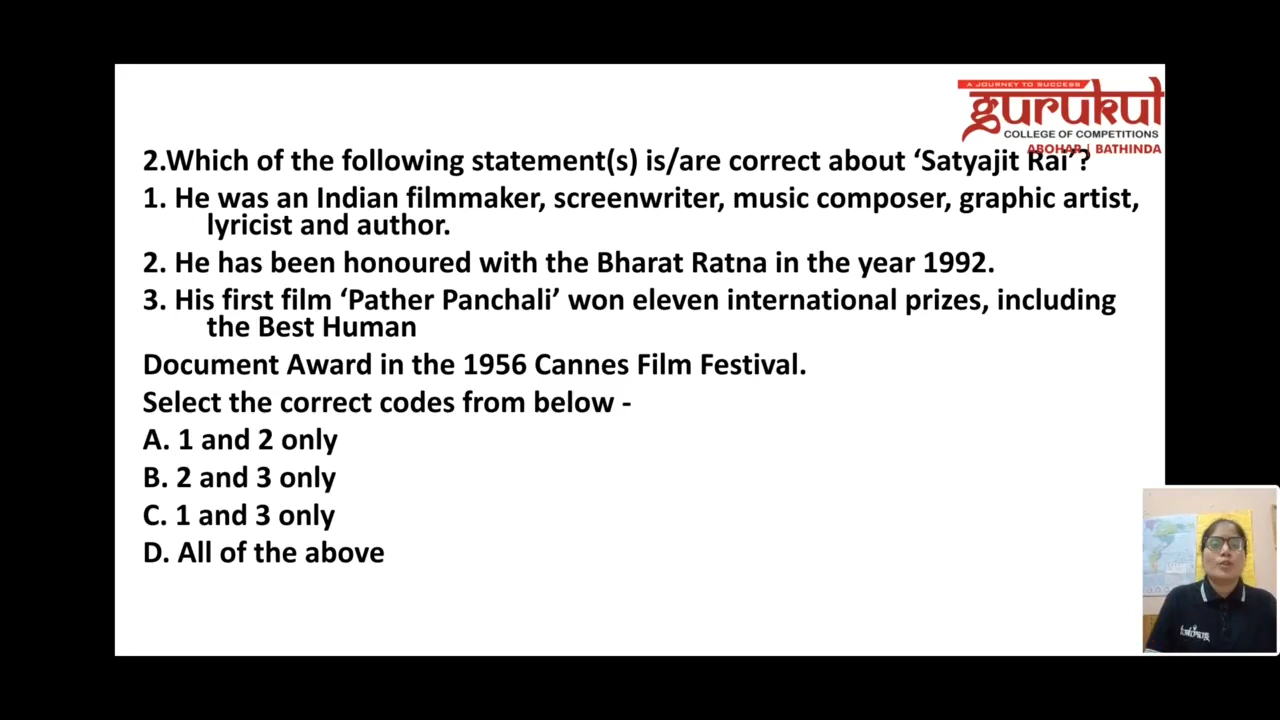 A JOURNEY TO SUCCESS
gurukul
COLLEGE OF COMPETITIONS
ABOHAR | BATHINDA
2.Which of the following statement(s) is/are correct about ‘Satyajit Rai’?
1. He was an Indian filmmaker, screenwriter, music composer, graphic artist,
lyricist and author.
2. He has been honoured with the Bharat Ratna in the year 1992.
3. His first film ‘Pather Panchali’ won eleven international prizes, including
the Best Human
Document Award in the 1956 Cannes Film Festival.
Select the correct codes from below -
A. 1 and 2 only
B. 2 and 3 only
C. 1 and 3 only
D. All of the above